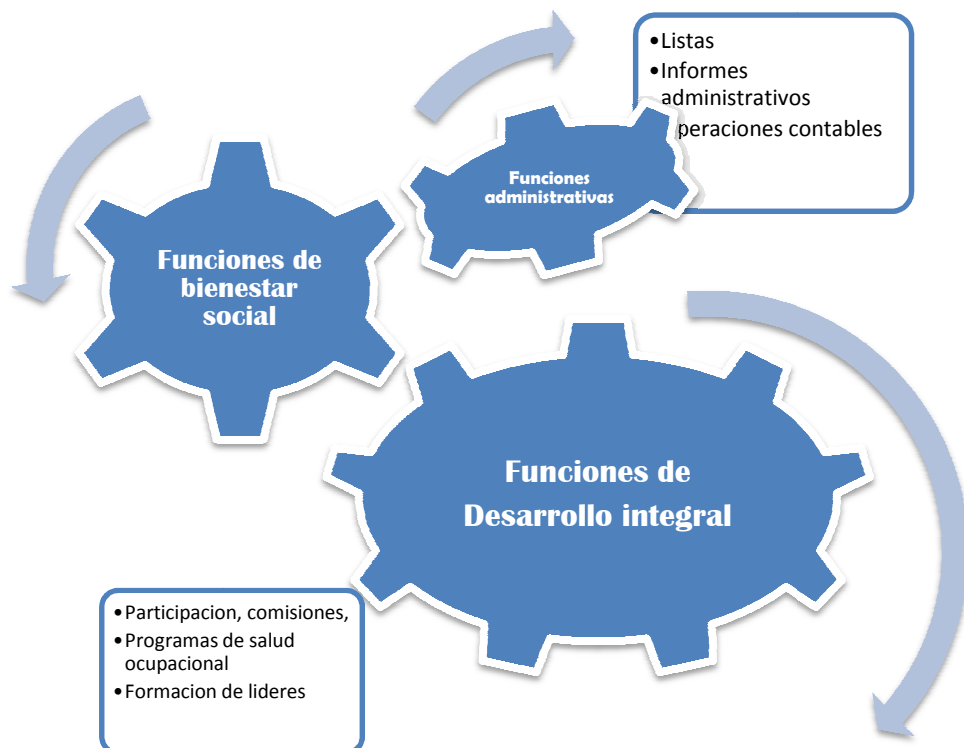 •Listas
•Informes
administrativos
peraciones contables
Funciones
administrativas
Funciones de
bienestar
social
Funciones de
Desarrollo integral
•Participacion, comisiones,
•Programas de salud
ocupacional
•Formacion de lideres